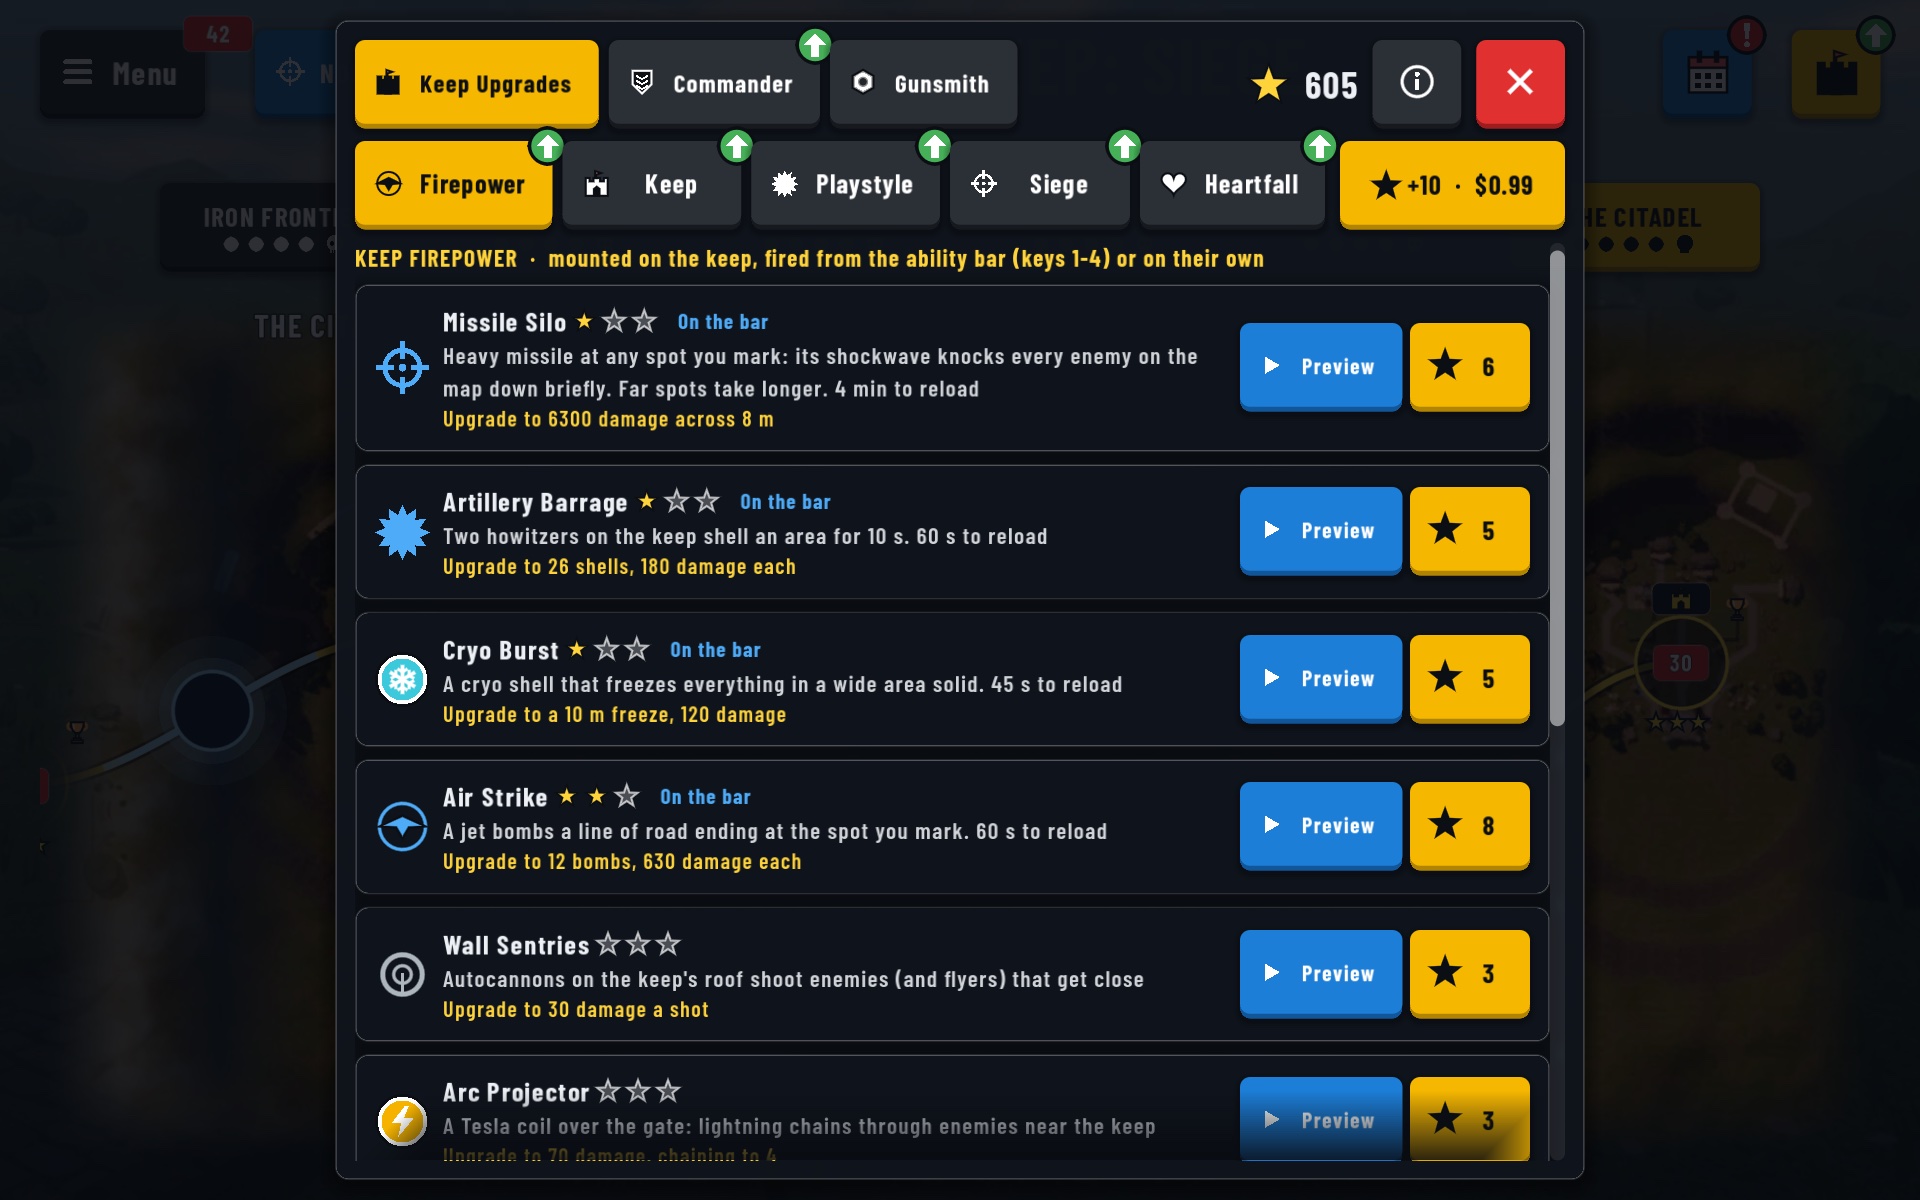 42
Menu
N
Keep Upgrades
Commander
Gunsmith
605
Firepower
Keep
Playstyle
Siege
Heartfall
+10 · $0.99
IRON FRONT
HE CITADEL
THE CI
KEEP FIREPOWER · mounted on the keep, fired from the ability bar (keys 1-4) or on their own
Missile Silo On the bar
Heavy missile at any spot you mark: its shockwave knocks every enemy on the
map down briefly. Far spots take longer. 4 min to reload
Upgrade to 6300 damage across 8 m
Preview
6
Artillery Barrage On the bar
Two howitzers on the keep shell an area for 10 s. 60 s to reload
Upgrade to 26 shells, 180 damage each
Preview
5
Cryo Burst On the bar
A cryo shell that freezes everything in a wide area solid. 45 s to reload
Upgrade to a 10 m freeze, 120 damage
Preview
5
30
Air Strike On the bar
A jet bombs a line of road ending at the spot you mark. 60 s to reload
Upgrade to 12 bombs, 630 damage each
Preview
8
Wall Sentries
Autocannons on the keep's roof shoot enemies (and flyers) that get close
Upgrade to 30 damage a shot
Preview
3
Arc Projector
A Tesla coil over the gate: lightning chains through enemies near the keep
Upgrade to 70 damage, chaining to 4
Preview
3